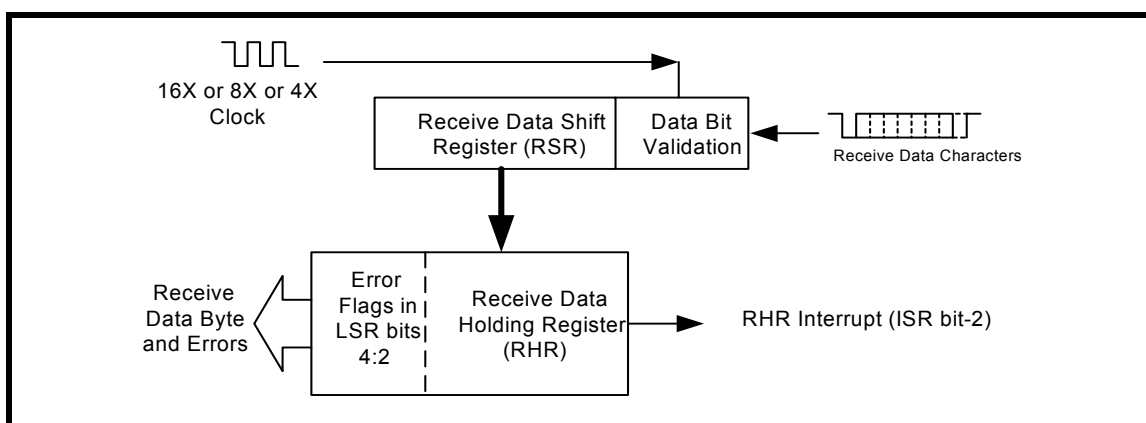 16X or 8X or 4X
Clock
Receive Data Shift
Register (RSR)
Data Bit
Validation
Receive Data Characters
Receive
Data Byte
and Errors
Error
Flags in
LSR bits
4:2
Receive Data
Holding Register
(RHR)
RHR Interrupt (ISR bit-2)